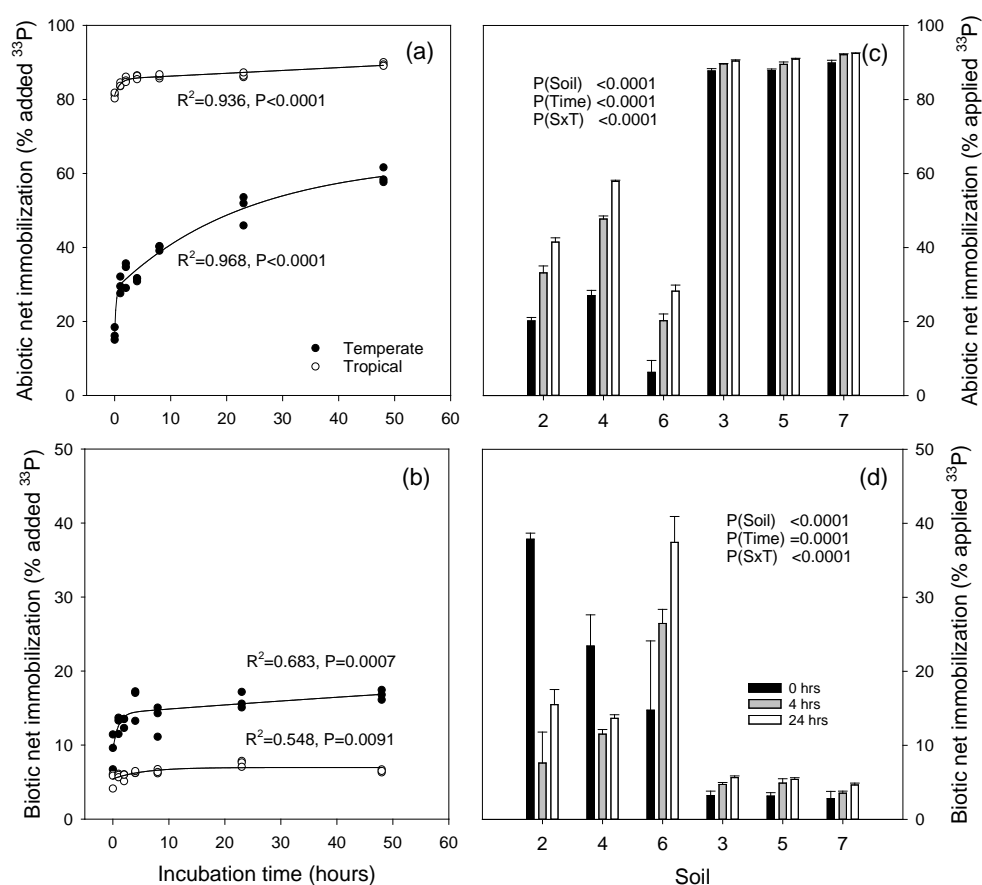 Abiotic net immobilization (% added ³³P)
100
80
60
40
20
0
(a)
R²=0.936, P<0.0001
R²=0.968, P<0.0001
Temperate
Tropical
0 10 20 30 40 50 60
(c)
P(Soil) <0.0001
P(Time) <0.0001
P(SxT) <0.0001
2 4 6 3 5 7
100
80
60
40
20
0
Abiotic net immobilization (% applied ³³P)
Biotic net immobilization (% added ³³P)
50
40
30
20
10
0
(b)
R²=0.683, P=0.0007
R²=0.548, P=0.0091
0 10 20 30 40 50 60
Incubation time (hours)
(d)
P(Soil) <0.0001
P(Time) =0.0001
P(SxT) <0.0001
0 hrs
4 hrs
24 hrs
2 4 6 3 5 7
Soil
50
40
30
20
10
0
Biotic net immobilization (% applied ³³P)